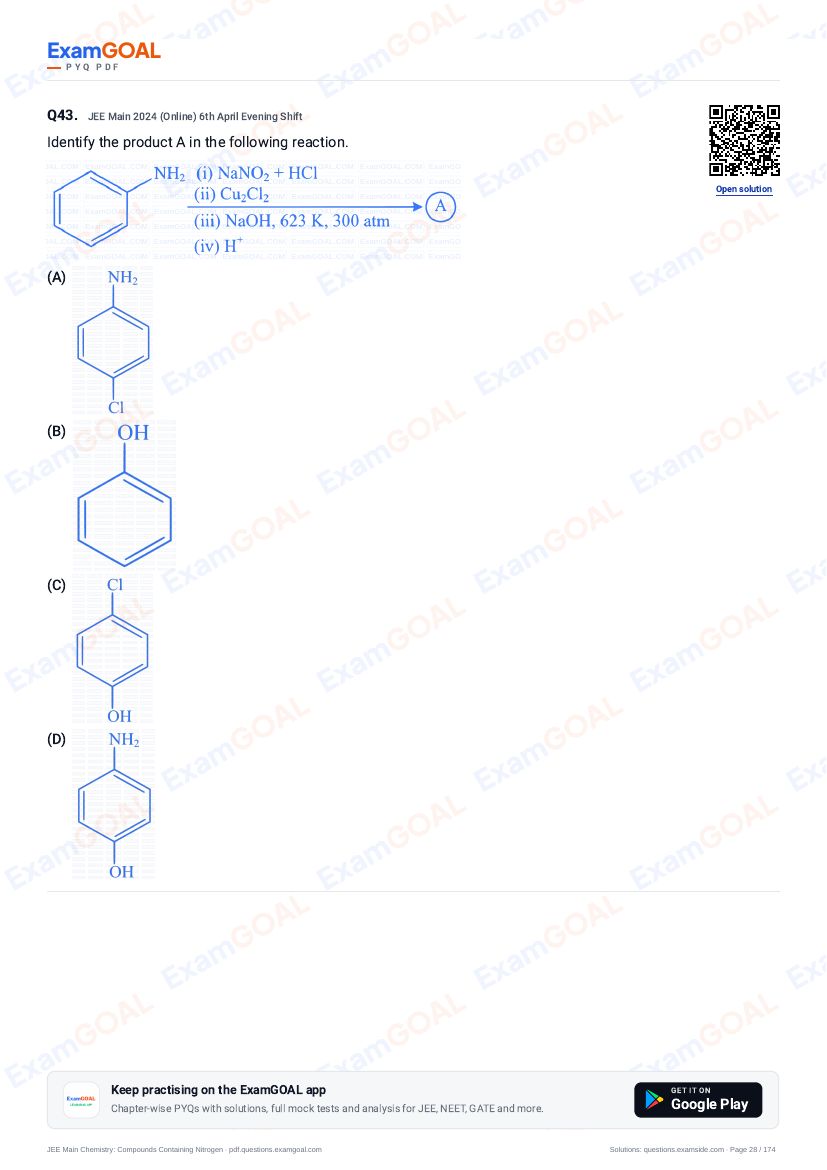 ExamGOAL
PYQ PDF
Q43. JEE Main 2024 (Online) 6th April Evening Shift
Identify the product A in the following reaction.
Open solution
NH₂ (i) NaNO₂ + HCl
(ii) Cu₂Cl₂
A
(iii) NaOH, 623 K, 300 atm
(iv) H⁺
(A)
NH₂
Cl
(B)
OH
(C)
Cl
OH
(D)
NH₂
OH
Keep practising on the ExamGOAL app
Chapter-wise PYQs with solutions, full mock tests and analysis for JEE, NEET, GATE and more.
GET IT ON
Google Play
JEE Main Chemistry: Compounds Containing Nitrogen · pdf.questions.examgoal.com
Solutions: questions.examside.com · Page 28 / 174